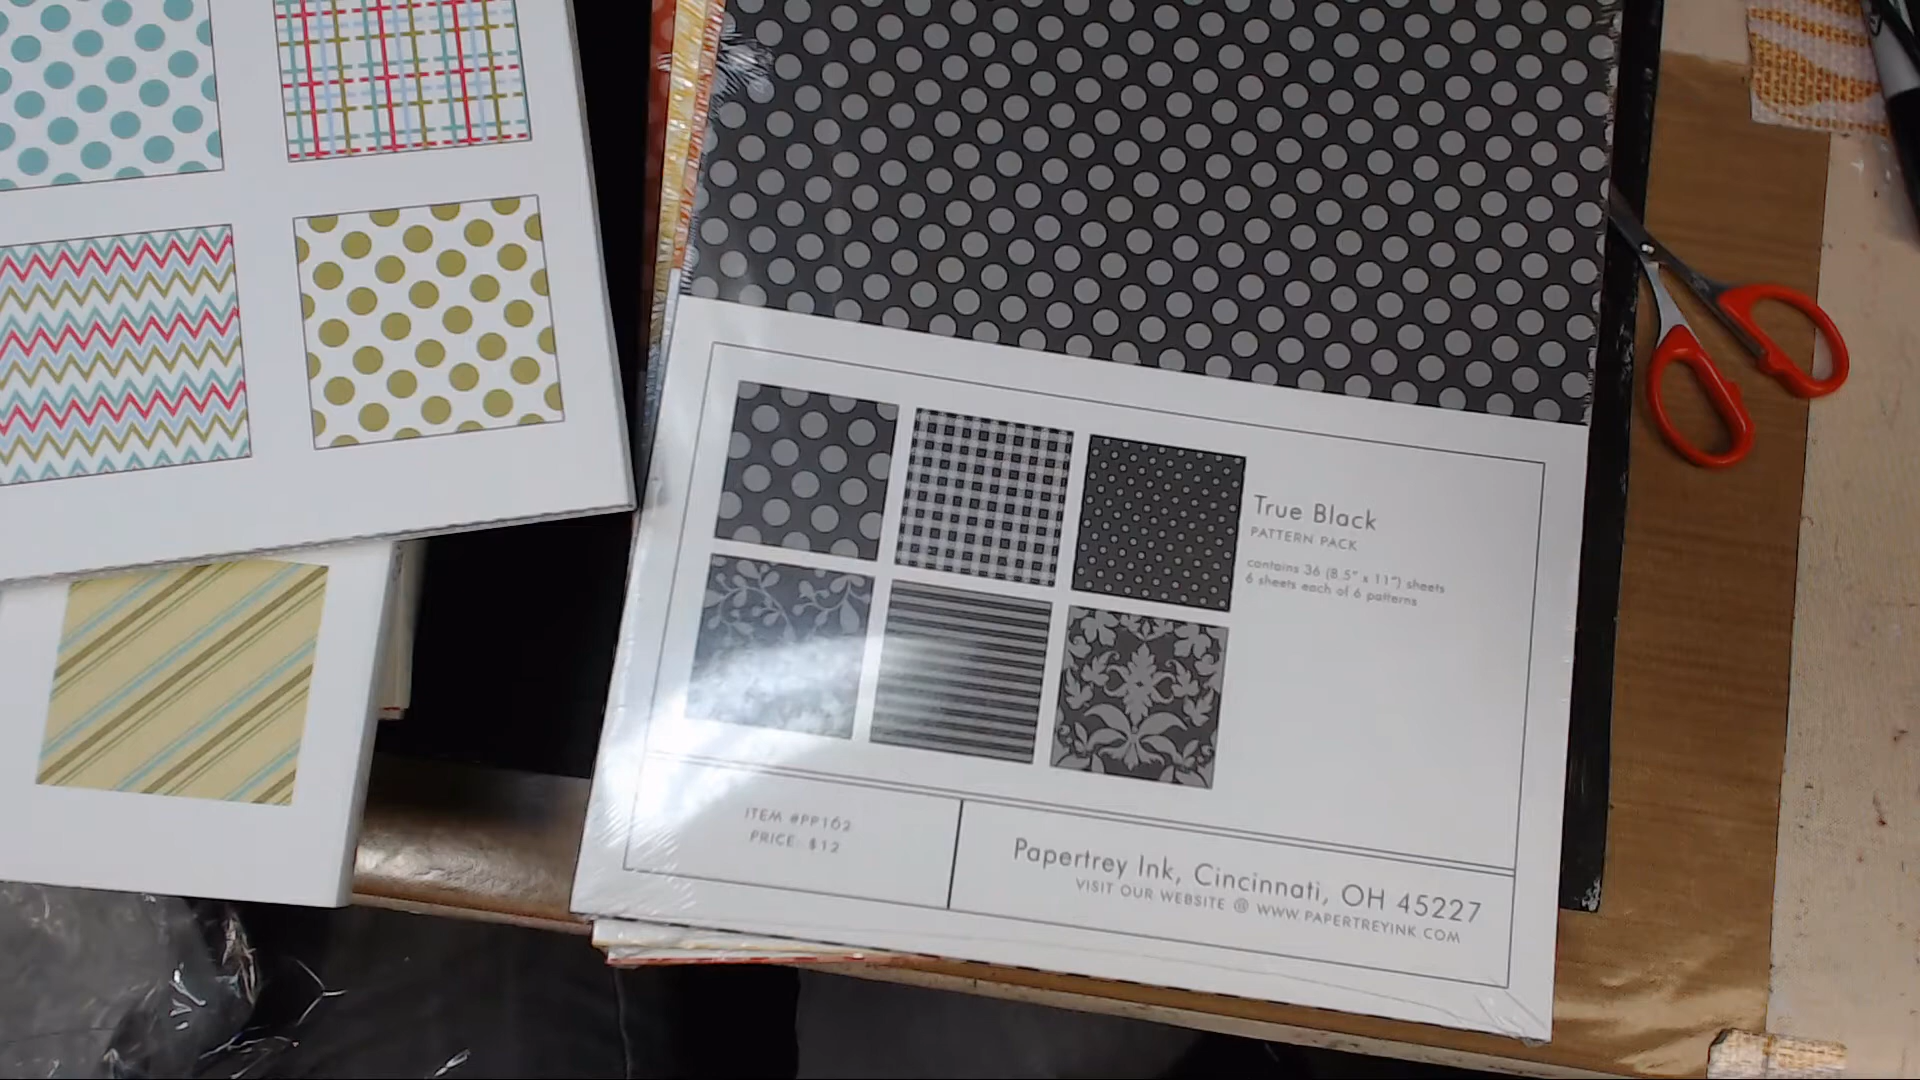 True Black
PATTERN PACK
contains 36 (8.5" x 11") sheets
6 sheets each of 6 patterns
ITEM #PP162
PRICE: $12
Papertrey Ink, Cincinnati, OH 45227
VISIT OUR WEBSITE @ WWW.PAPERTREYINK.COM